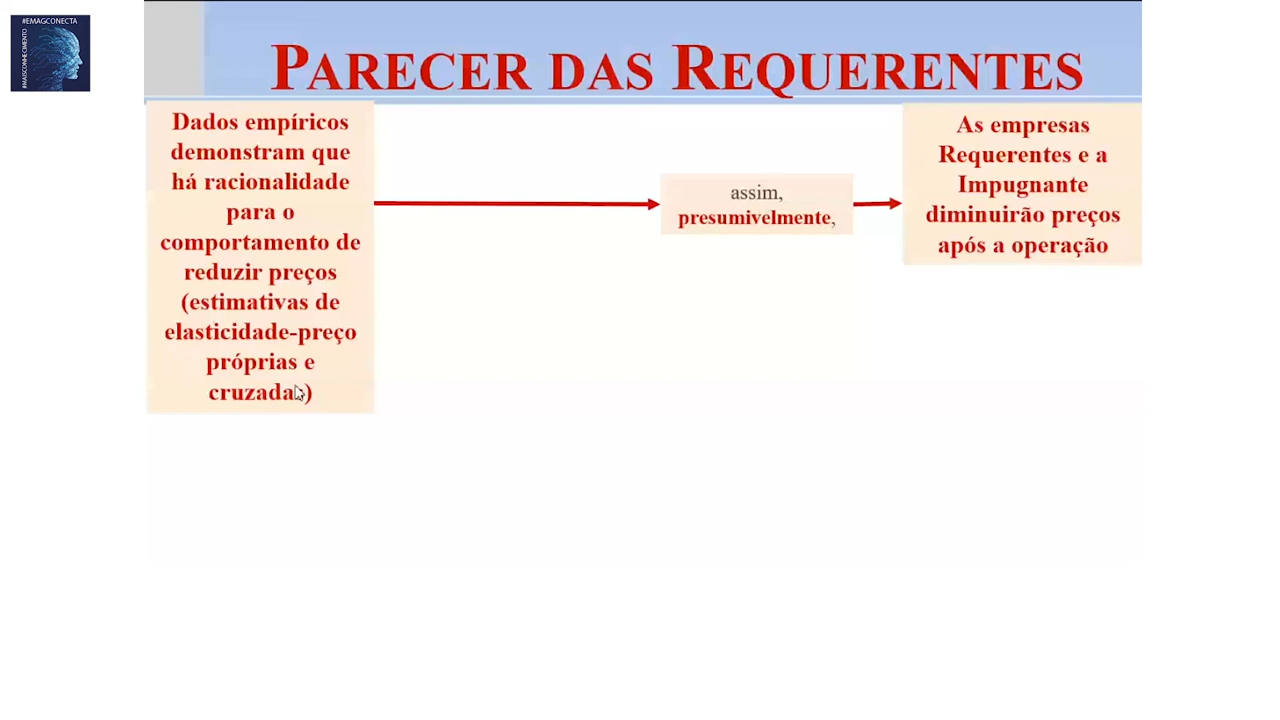 #EMAGCONECTA
#MAISCONHECIMENTO
PARECER DAS REQUERENTES
Dados empíricos
demonstram que
há racionalidade
para o
comportamento de
reduzir preços
(estimativas de
elasticidade-preço
próprias e
cruzadas)
assim,
presumivelmente,
As empresas
Requerentes e a
Impugnante
diminuirão preços
após a operação